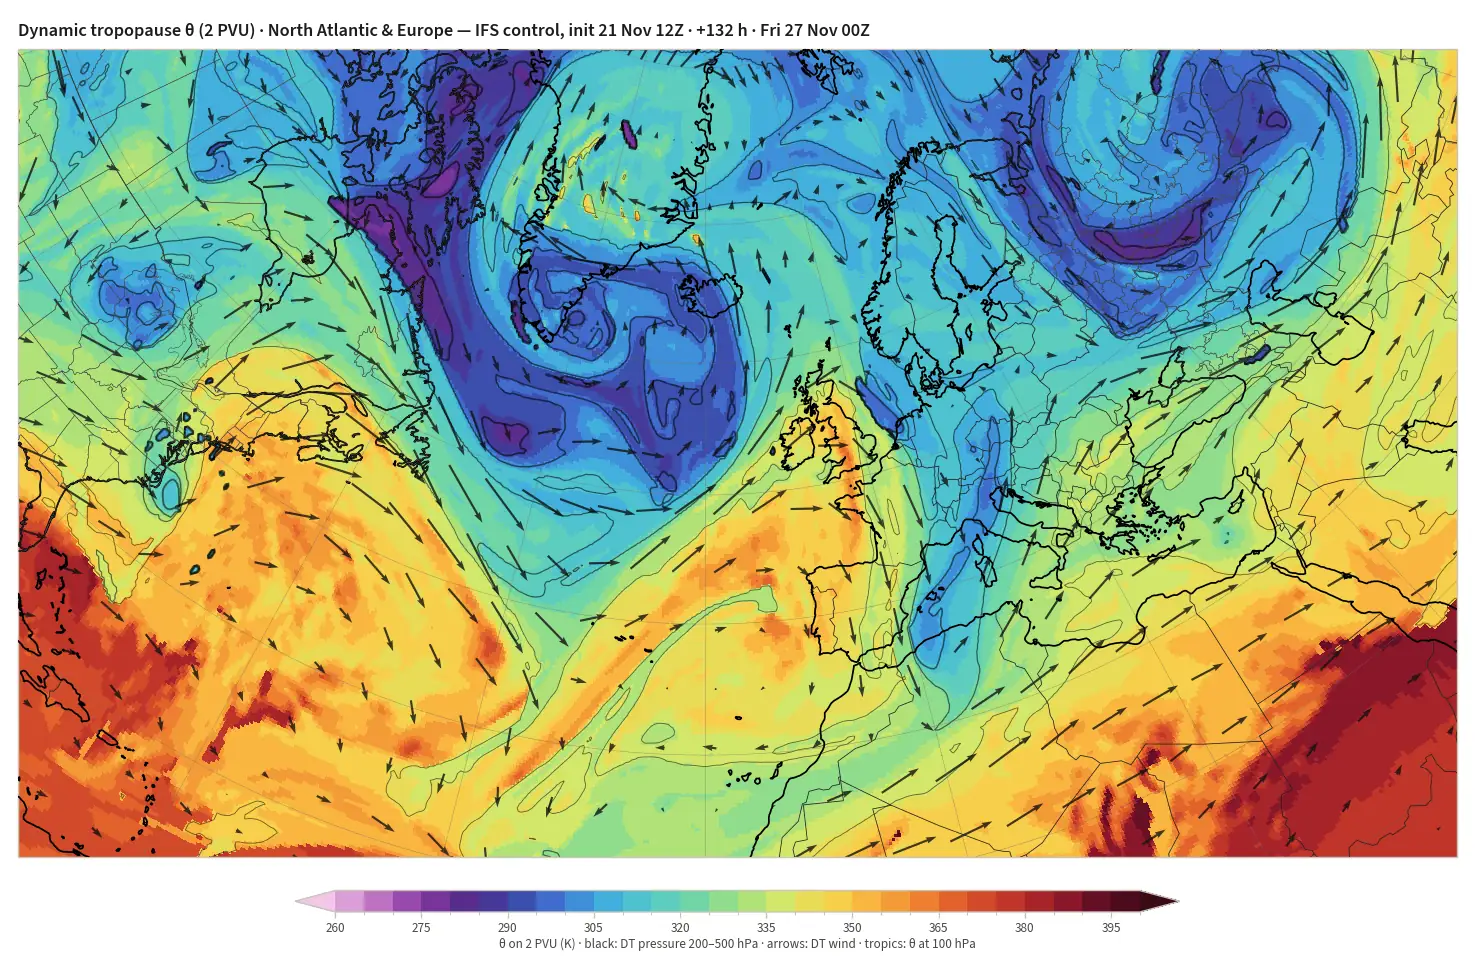 Dynamic tropopause θ (2 PVU) · North Atlantic & Europe — IFS control, init 21 Nov 12Z · +132 h · Fri 27 Nov 00Z
260 275 290 305 320 335 350 365 380 395
θ on 2 PVU (K) · black: DT pressure 200–500 hPa · arrows: DT wind · tropics: θ at 100 hPa